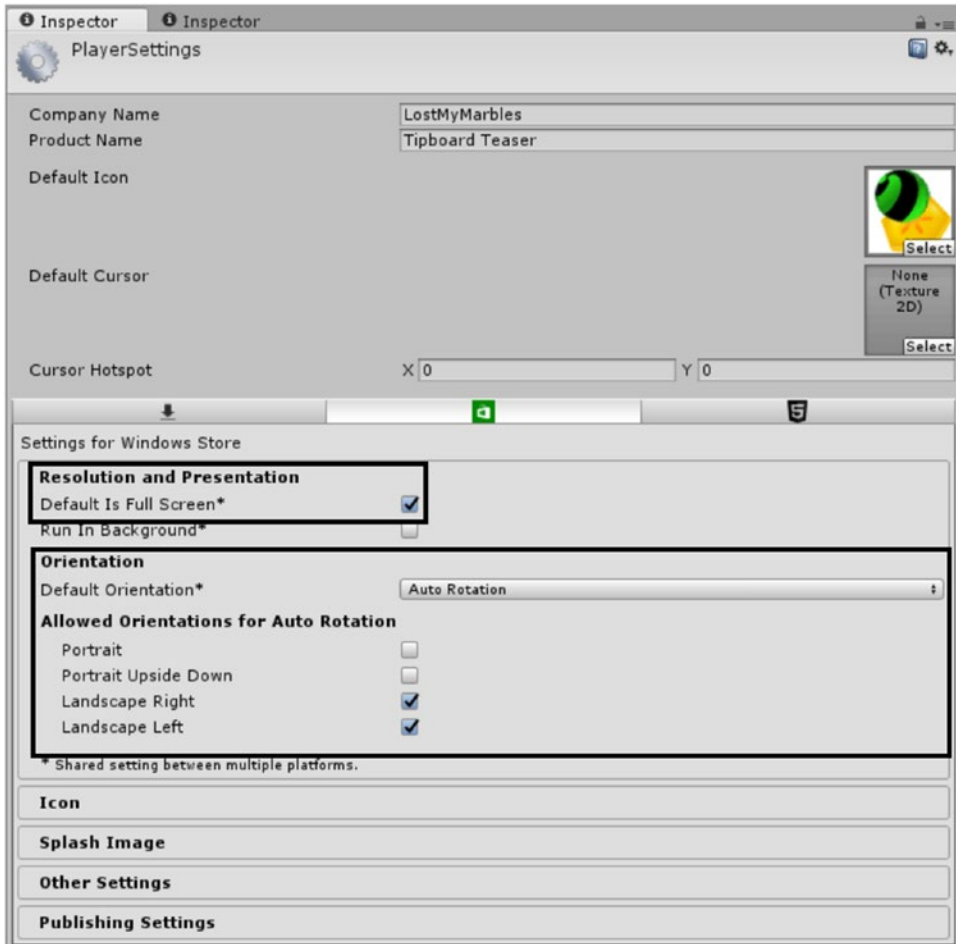 Inspector Inspector
PlayerSettings
Company Name LostMyMarbles
Product Name Tipboard Teaser
Default Icon
Select
Default Cursor None
(Texture
2D)
Select
Cursor Hotspot X 0 Y 0
Settings for Windows Store
Resolution and Presentation
Default Is Full Screen*
Run In Background*
Orientation
Default Orientation* Auto Rotation
Allowed Orientations for Auto Rotation
Portrait
Portrait Upside Down
Landscape Right
Landscape Left
* Shared setting between multiple platforms.
Icon
Splash Image
Other Settings
Publishing Settings